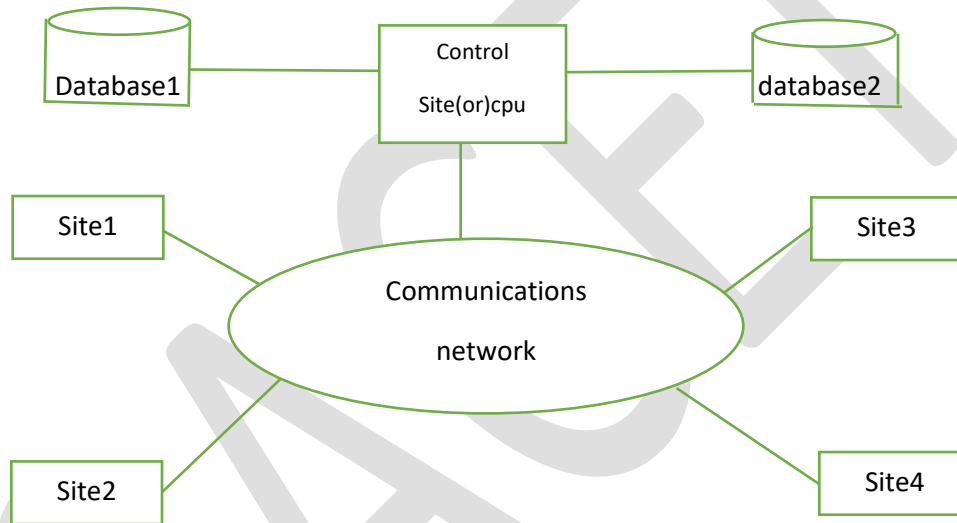 Control
Site(or)cpu
Database1
database2
Site1
Site3
Communications
network
Site2
Site4